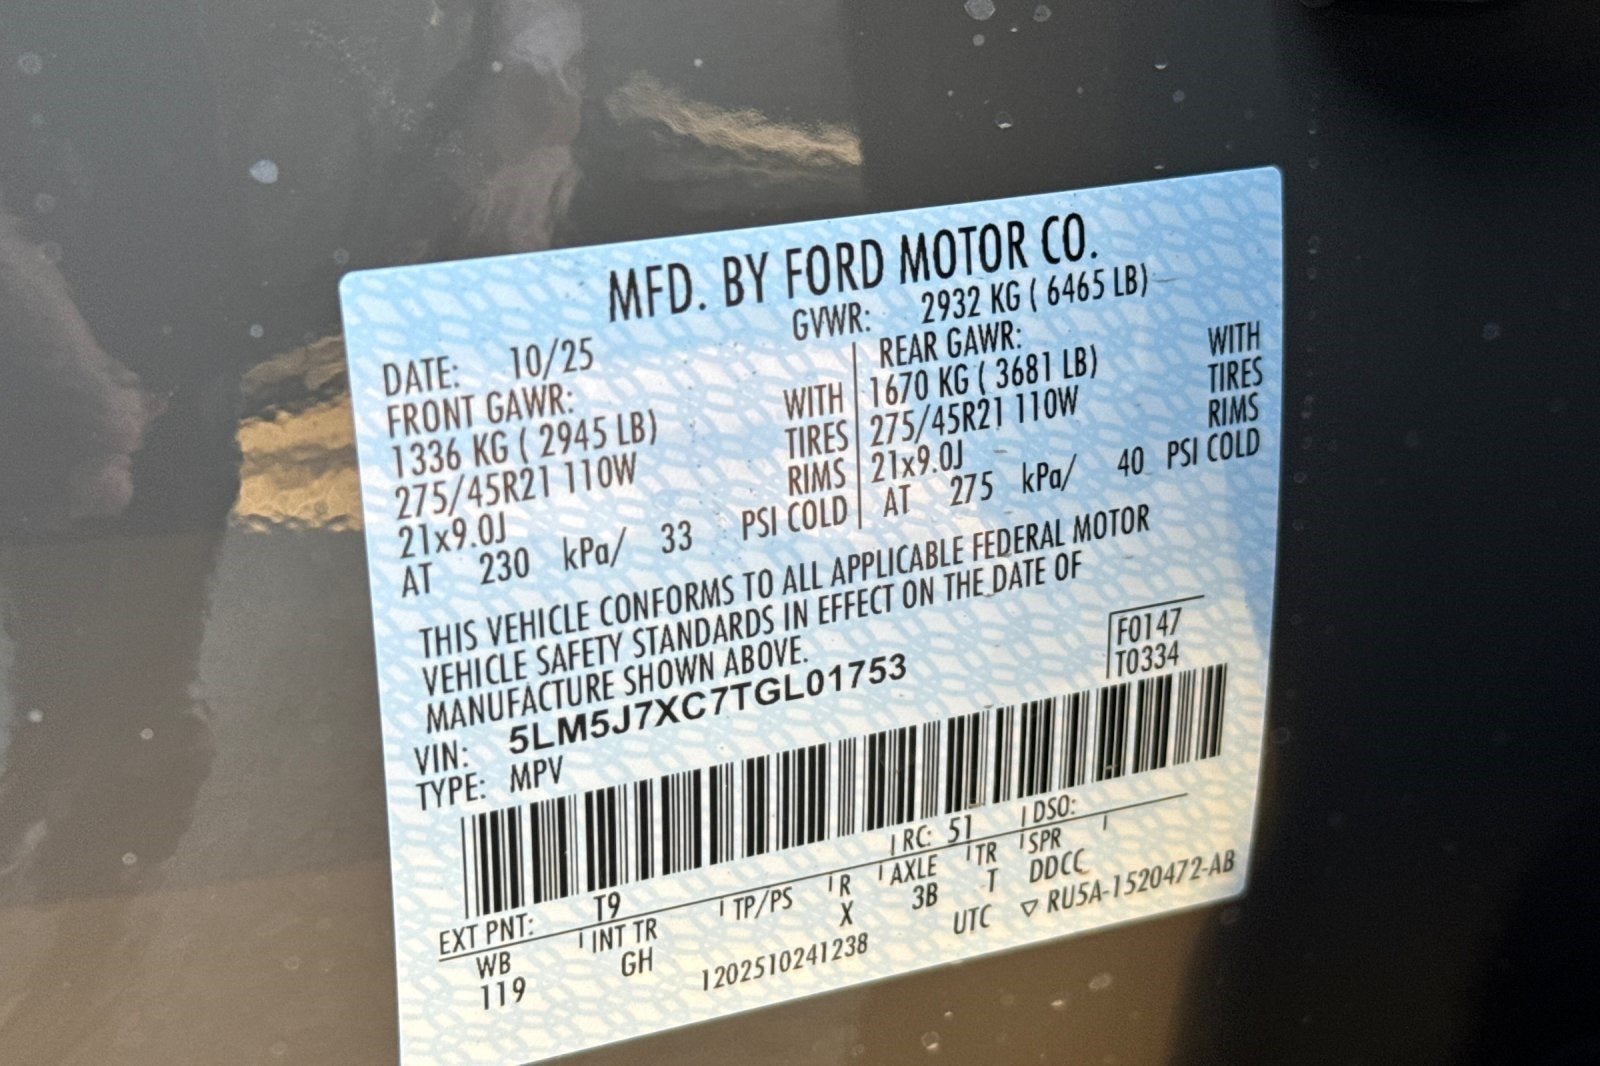 MFD. BY FORD MOTOR CO.
DATE: 10/25 GVWR: 2932 KG ( 6465 LB)
FRONT GAWR: REAR GAWR:
1336 KG ( 2945 LB) WITH 1670 KG ( 3681 LB) WITH
275/45R21 110W TIRES 275/45R21 110W TIRES
21x9.0J RIMS 21x9.0J RIMS
AT 230 kPa/ 33 PSI COLD AT 275 kPa/ 40 PSI COLD
THIS VEHICLE CONFORMS TO ALL APPLICABLE FEDERAL MOTOR
VEHICLE SAFETY STANDARDS IN EFFECT ON THE DATE OF
MANUFACTURE SHOWN ABOVE.
VIN: 5LM5J7XC7TGL01753 F0147
TYPE: MPV T0334
EXT PNT: T9 RC: 51 DSO:
WB INT TR TP/PS R AXLE TR SPR
119 GH X 3B T DDCC
1202510241238 UTC ▽ RU5A-1520472-AB